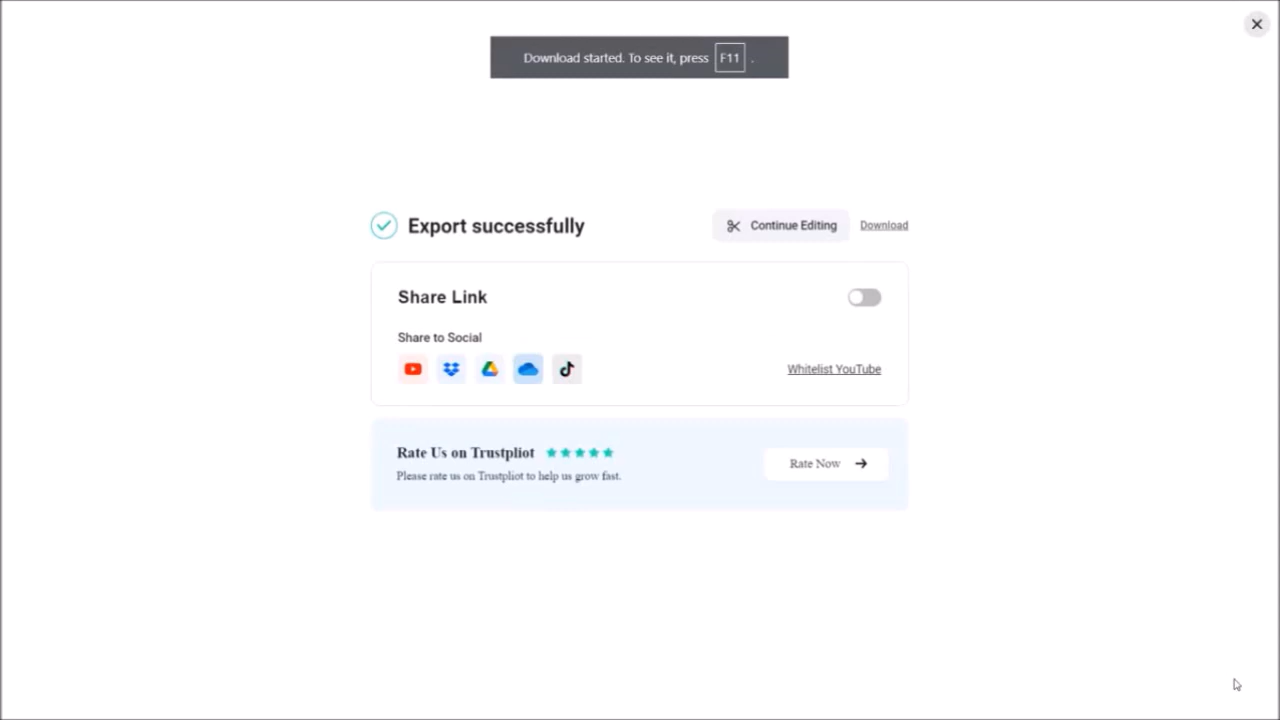 Download started. To see it, press F11 .
Export successfully
Continue Editing
Download
Share Link
Share to Social
Whitelist YouTube
Rate Us on Trustpliot
Please rate us on Trustpliot to help us grow fast.
Rate Now